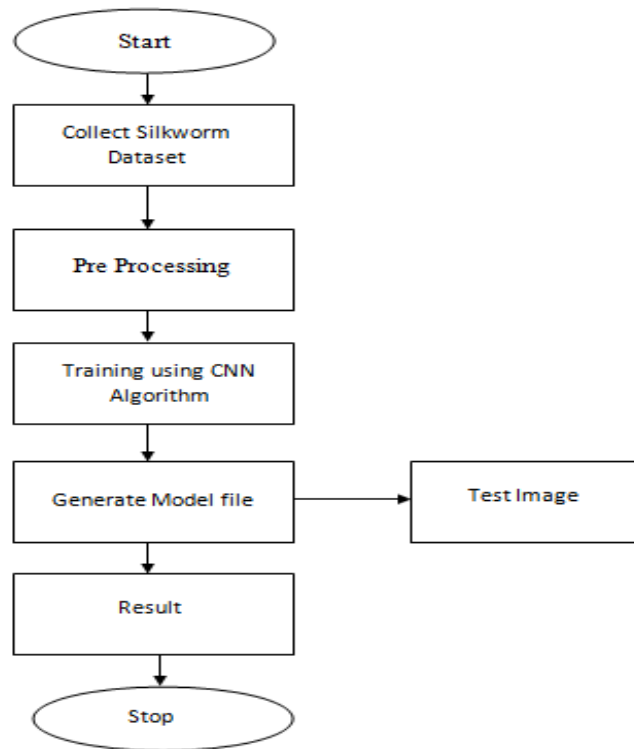 Start
Collect Silkworm
Dataset
Pre Processing
Training using CNN
Algorithm
Generate Model file
Test Image
Result
Stop